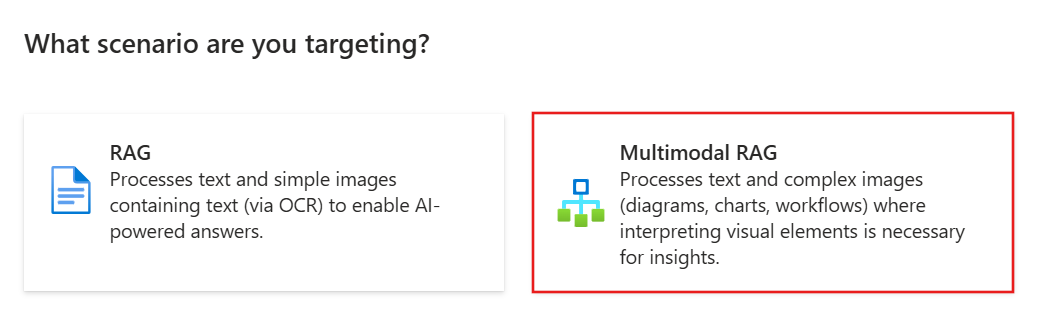 What scenario are you targeting?
RAG
Processes text and simple images
containing text (via OCR) to enable AI-
powered answers.
Multimodal RAG
Processes text and complex images
(diagrams, charts, workflows) where
interpreting visual elements is necessary
for insights.